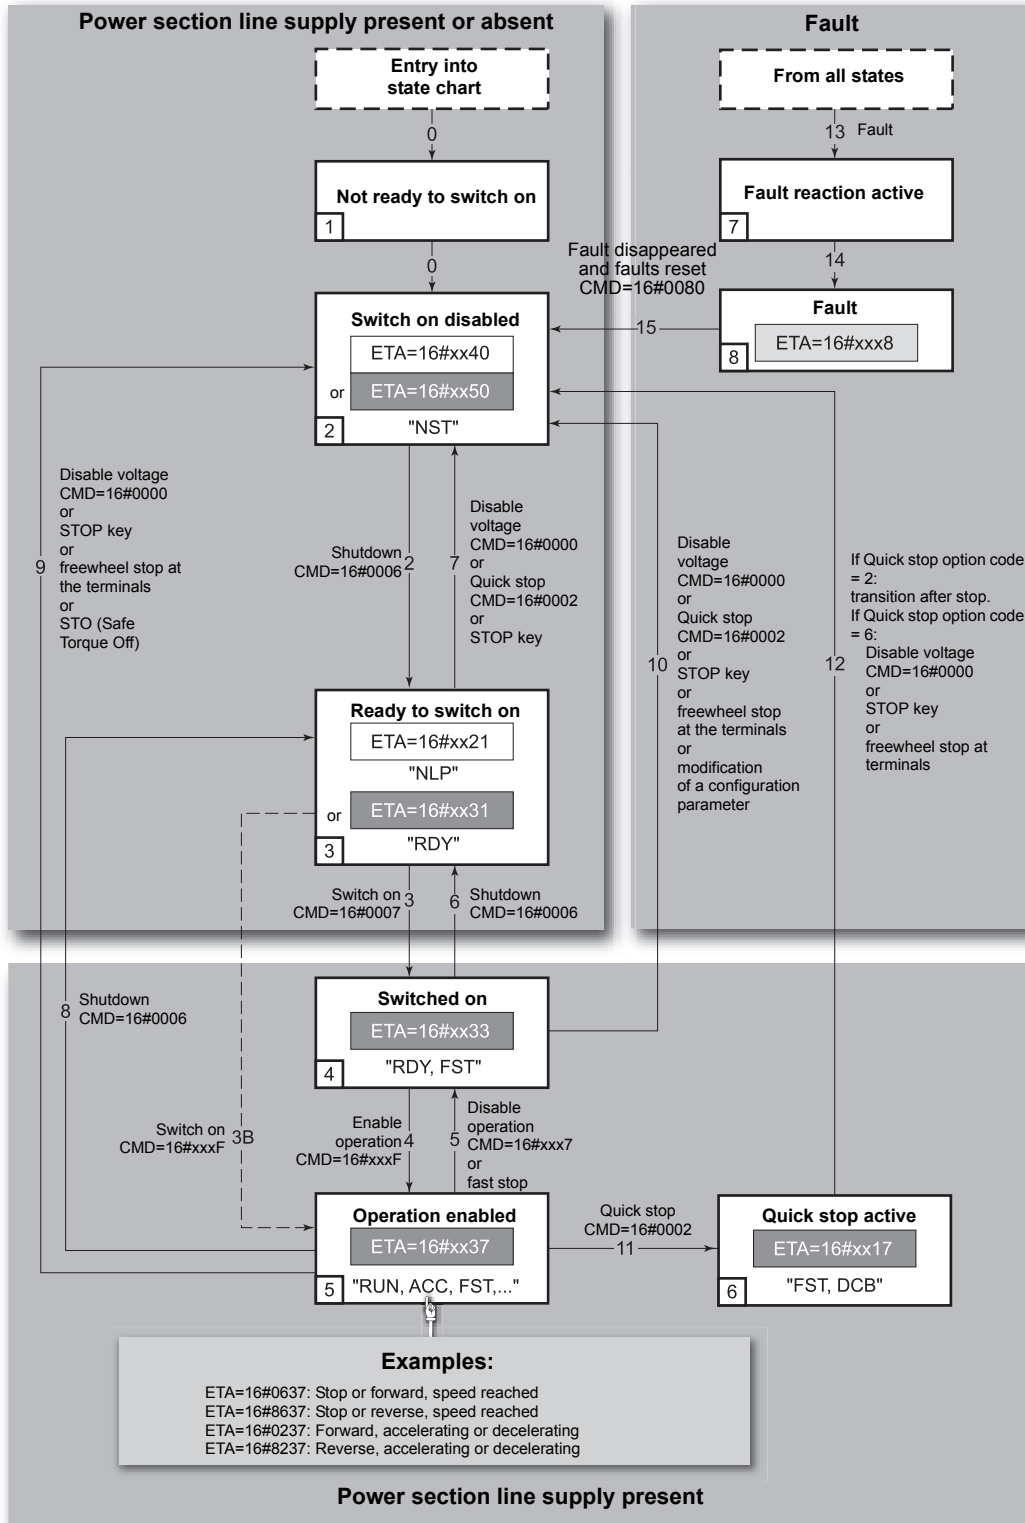 Power section line supply present or absent
Entry into
state chart
0
Not ready to switch on
1
0
Switch on disabled
ETA=16#xx40
or
ETA=16#xx50
2
"NST"
Fault
From all states
13
Fault
Fault reaction active
7
14
Fault disappeared
and faults reset
CMD=16#0080
15
Fault
ETA=16#xxx8
8
Disable voltage
CMD=16#0000
or
STOP key
or
freewheel stop at
the terminals
or
STO (Safe
Torque Off)
9
Shutdown
CMD=16#0006
2
7
Disable
voltage
CMD=16#0000
or
Quick stop
CMD=16#0002
or
STOP key
Disable
voltage
CMD=16#0000
or
Quick stop
CMD=16#0002
or
STOP key
or
freewheel stop
at the terminals
or
modification
of a configuration
parameter
10
If Quick stop option code
= 2:
transition after stop.
If Quick stop option code
= 6:
Disable voltage
CMD=16#0000
or
STOP key
or
freewheel stop at
terminals
12
Ready to switch on
ETA=16#xx21
"NLP"
or
ETA=16#xx31
3
"RDY"
Switch on
CMD=16#0007
3
6
Shutdown
CMD=16#0006
Switched on
ETA=16#xx33
4
"RDY, FST"
8
Shutdown
CMD=16#0006
Switch on
CMD=16#xxxF
3B
Enable
operation
CMD=16#xxxF
4
5
Disable
operation
CMD=16#xxx7
or
fast stop
Operation enabled
ETA=16#xx37
5
"RUN, ACC, FST,..."
Quick stop
CMD=16#0002
11
Quick stop active
ETA=16#xx17
6
"FST, DCB"
Examples:
ETA=16#0637: Stop or forward, speed reached
ETA=16#8637: Stop or reverse, speed reached
ETA=16#0237: Forward, accelerating or decelerating
ETA=16#8237: Reverse, accelerating or decelerating
Power section line supply present